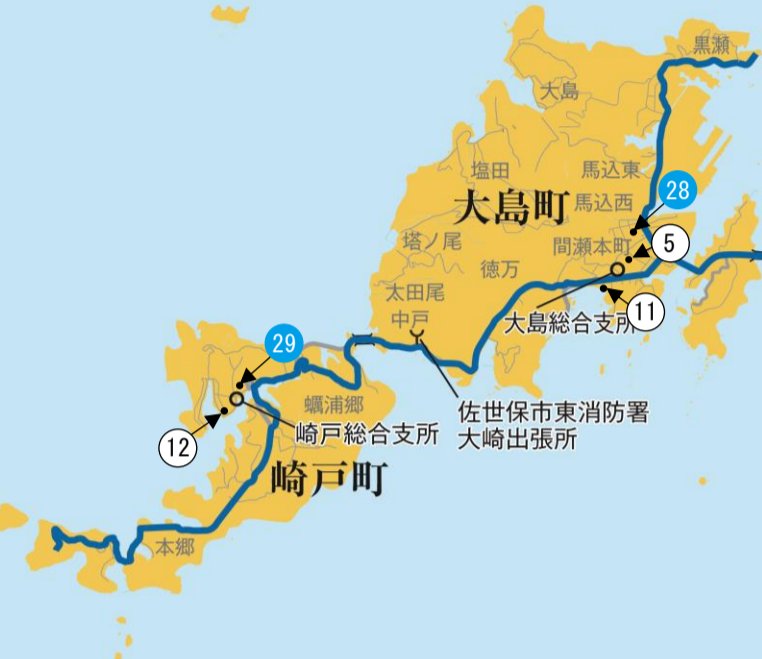 黒瀬
大島
塩田
馬込東
28
大島町
馬込西
塔ノ尾
間瀬本町
5
徳万
太田尾
中戸
大島総合支所
11
29
蠣浦郷
佐世保市東消防署
大崎出張所
12
崎戸総合支所
崎戸町
本郷